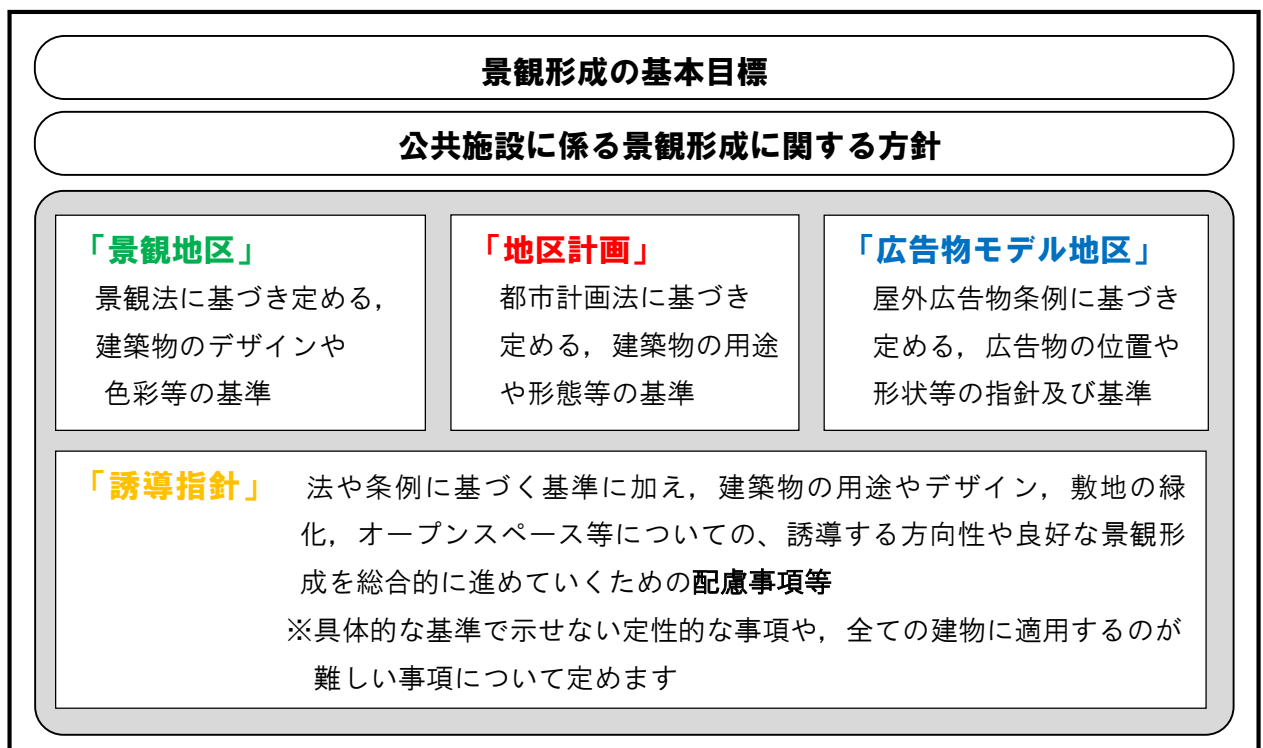 景観形成の基本目標
公共施設に係る景観形成に関する方針
「景観地区」
景観法に基づき定める，
建築物のデザインや
色彩等の基準
「地区計画」
都市計画法に基づき
定める，建築物の用途
や形態等の基準
「広告物モデル地区」
屋外広告物条例に基づき
定める，広告物の位置や
形状等の指針及び基準
「誘導指針」 法や条例に基づく基準に加え，建築物の用途やデザイン，敷地の緑
化，オープンスペース等についての、誘導する方向性や良好な景観形
成を総合的に進めていくための配慮事項等
※具体的な基準で示せない定性的な事項や，全ての建物に適用するのが
難しい事項について定めます